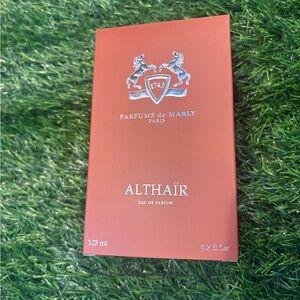 1743
PARFUMS de MARLY
PARIS
ALTHAÏR
EAU DE PARFUM
125 ml
4.2 fl.oz